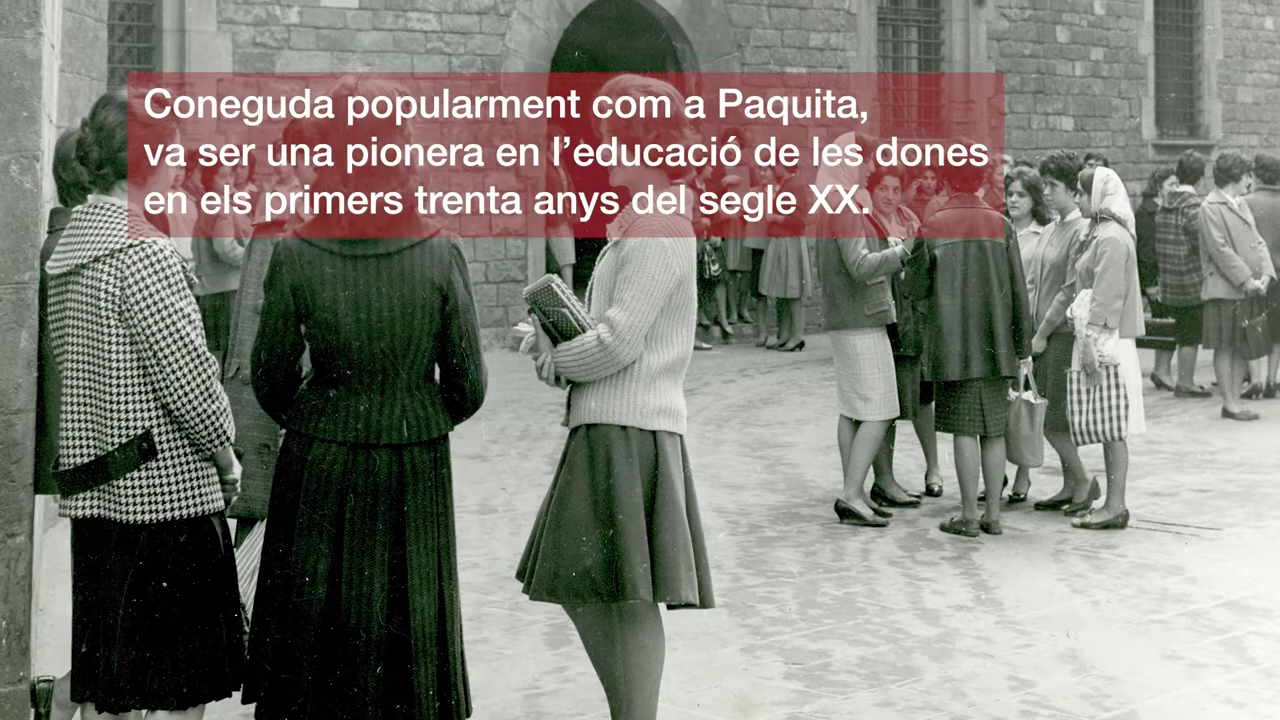 Coneguda popularment com a Paquita,
va ser una pionera en l’educació de les dones
en els primers trenta anys del segle XX.